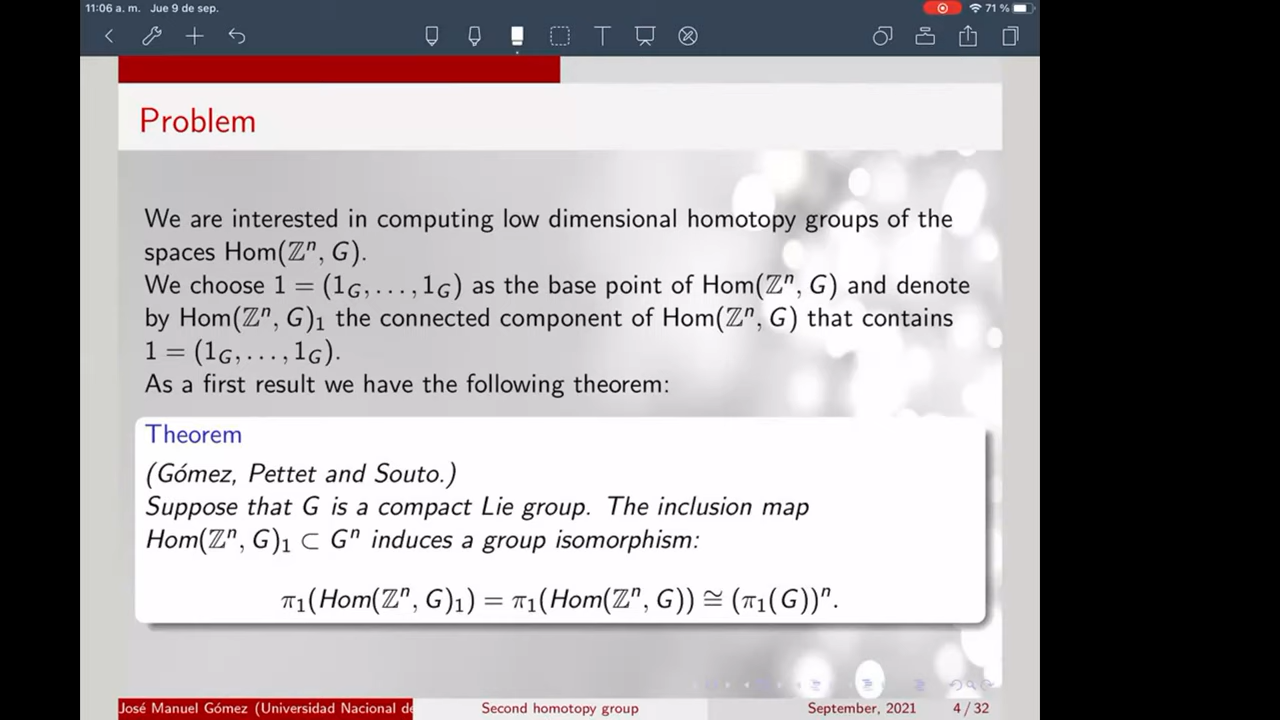 11:06 a. m. Jue 9 de sep.
71 %
T
Problem
We are interested in computing low dimensional homotopy groups of the
spaces Hom(ℤⁿ, G).
We choose 1 = (1_G, . . . , 1_G) as the base point of Hom(ℤⁿ, G) and denote
by Hom(ℤⁿ, G)₁ the connected component of Hom(ℤⁿ, G) that contains
1 = (1_G, . . . , 1_G).
As a first result we have the following theorem:
Theorem
(Gómez, Pettet and Souto.)
Suppose that G is a compact Lie group. The inclusion map
Hom(ℤⁿ, G)₁ ⊂ Gⁿ induces a group isomorphism:
π₁(Hom(ℤⁿ, G)₁) = π₁(Hom(ℤⁿ, G)) ≅ (π₁(G))ⁿ.
José Manuel Gómez (Universidad Nacional de
Second homotopy group
September, 2021
4 / 32